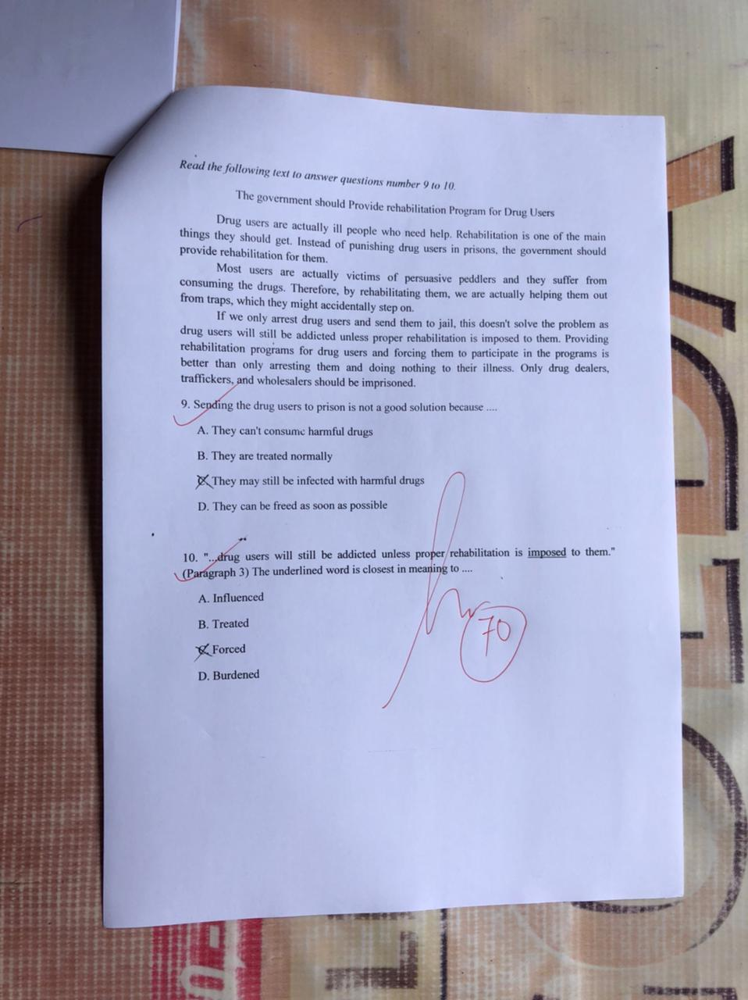 Read the following text to answer questions number 9 to 10.
The government should Provide rehabilitation Program for Drug Users
Drug users are actually ill people who need help. Rehabilitation is one of the main
things they should get. Instead of punishing drug users in prisons, the government should
provide rehabilitation for them.
Most users are actually victims of persuasive peddlers and they suffer from
consuming the drugs. Therefore, by rehabilitating them, we are actually helping them out
from traps, which they might accidentally step on.
If we only arrest drug users and send them to jail, this doesn't solve the problem as
drug users will still be addicted unless proper rehabilitation is imposed to them. Providing
rehabilitation programs for drug users and forcing them to participate in the programs is
better than only arresting them and doing nothing to their illness. Only drug dealers,
traffickers, and wholesalers should be imprisoned.
9. Sending the drug users to prison is not a good solution because ....
A. They can't consume harmful drugs
B. They are treated normally
C. They may still be infected with harmful drugs
D. They can be freed as soon as possible
10. "...drug users will still be addicted unless proper rehabilitation is imposed to them."
(Paragraph 3) The underlined word is closest in meaning to ....
A. Influenced
B. Treated
C. Forced
D. Burdened
70